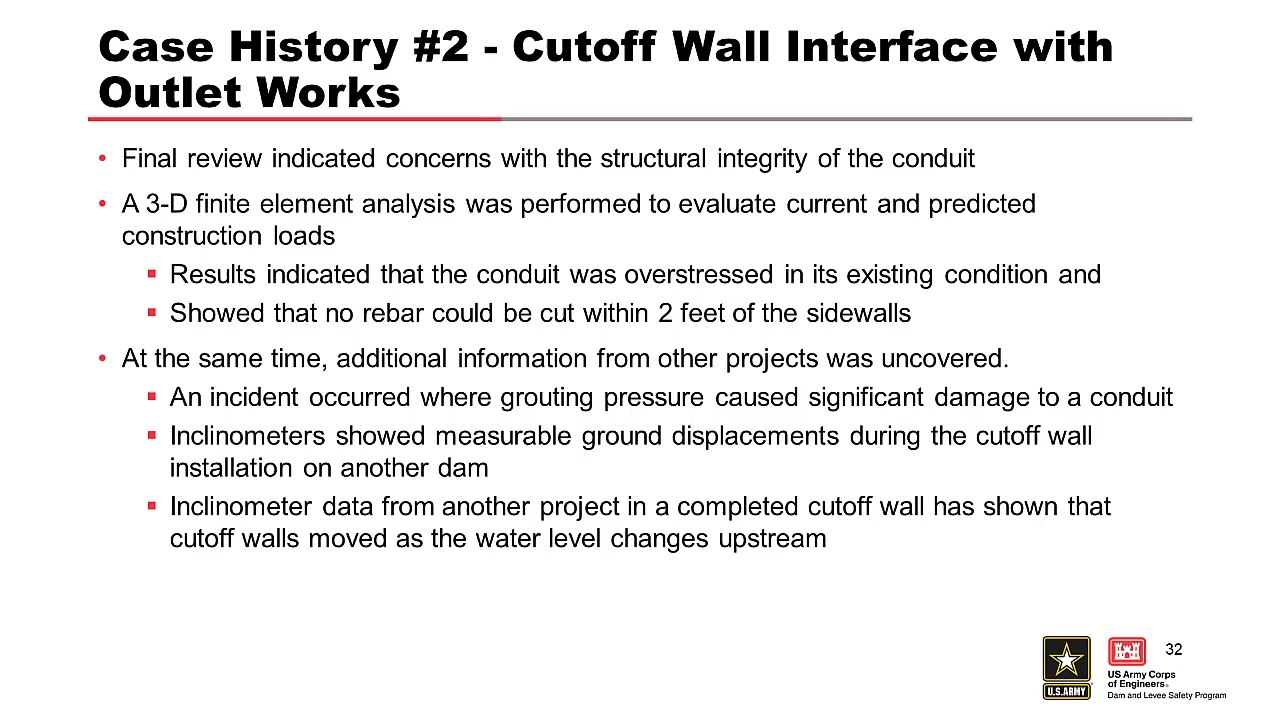 Case History #2 - Cutoff Wall Interface with
Outlet Works
• Final review indicated concerns with the structural integrity of the conduit
• A 3-D finite element analysis was performed to evaluate current and predicted
construction loads
▪ Results indicated that the conduit was overstressed in its existing condition and
▪ Showed that no rebar could be cut within 2 feet of the sidewalls
• At the same time, additional information from other projects was uncovered.
▪ An incident occurred where grouting pressure caused significant damage to a conduit
▪ Inclinometers showed measurable ground displacements during the cutoff wall
installation on another dam
▪ Inclinometer data from another project in a completed cutoff wall has shown that
cutoff walls moved as the water level changes upstream
32
U.S.ARMY
US Army Corps
of Engineers®
Dam and Levee Safety Program